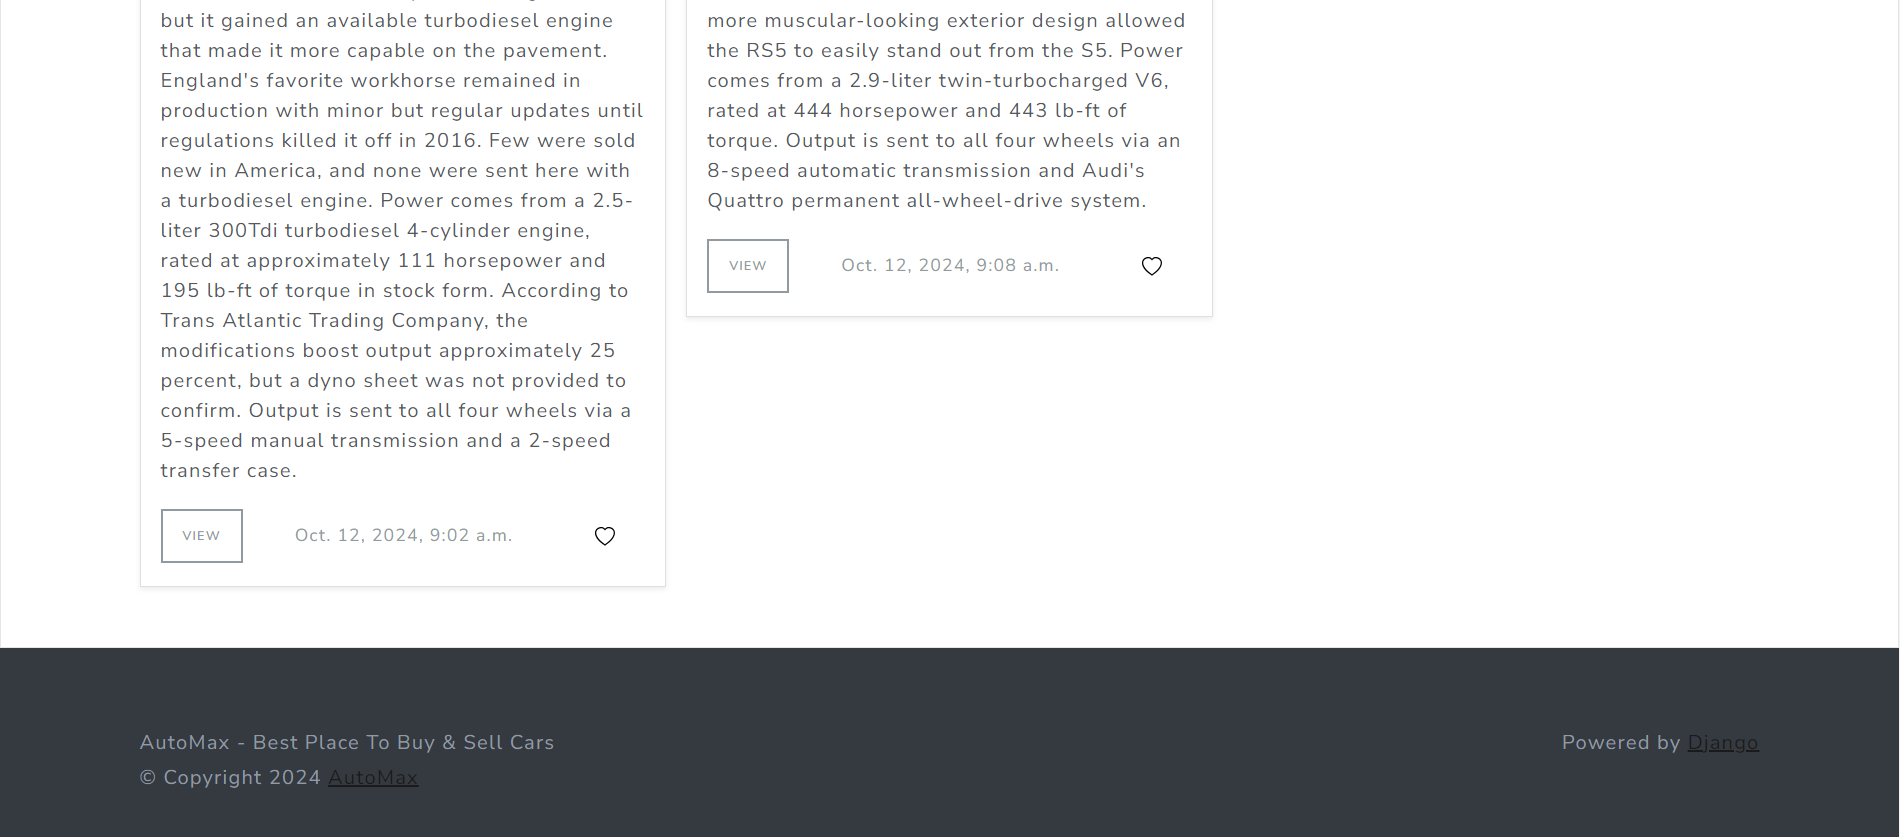 but it gained an available turbodiesel engine
that made it more capable on the pavement.
England's favorite workhorse remained in
production with minor but regular updates until
regulations killed it off in 2016. Few were sold
new in America, and none were sent here with
a turbodiesel engine. Power comes from a 2.5-
liter 300Tdi turbodiesel 4-cylinder engine,
rated at approximately 111 horsepower and
195 lb-ft of torque in stock form. According to
Trans Atlantic Trading Company, the
modifications boost output approximately 25
percent, but a dyno sheet was not provided to
confirm. Output is sent to all four wheels via a
5-speed manual transmission and a 2-speed
transfer case.
VIEW
Oct. 12, 2024, 9:02 a.m.
more muscular-looking exterior design allowed
the RS5 to easily stand out from the S5. Power
comes from a 2.9-liter twin-turbocharged V6,
rated at 444 horsepower and 443 lb-ft of
torque. Output is sent to all four wheels via an
8-speed automatic transmission and Audi's
Quattro permanent all-wheel-drive system.
VIEW
Oct. 12, 2024, 9:08 a.m.
AutoMax - Best Place To Buy & Sell Cars
© Copyright 2024 AutoMax
Powered by Django